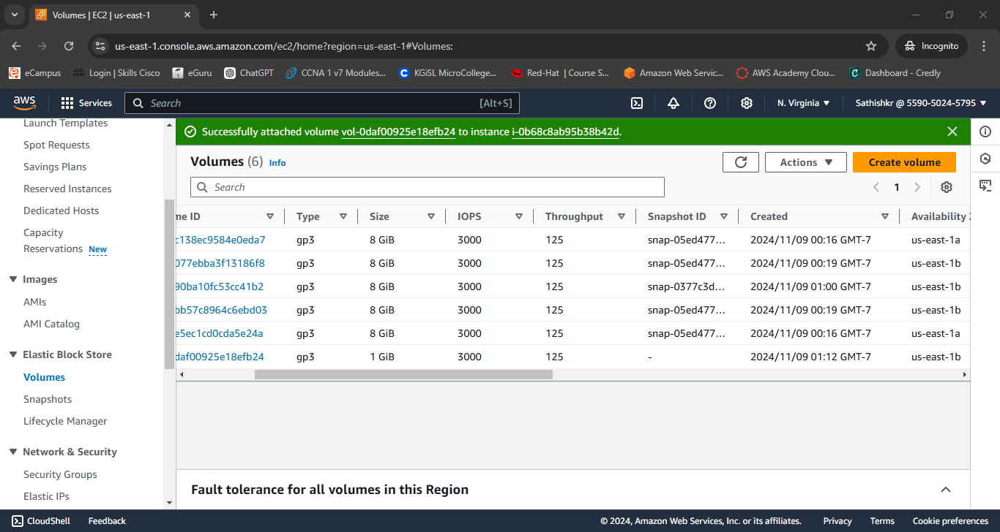 Volumes | EC2 | us-east-1
us-east-1.console.aws.amazon.com/ec2/home?region=us-east-1#Volumes:
Incognito
eCampus
Login | Skills Cisco
eGuru
ChatGPT
CCNA 1 v7 Modules...
KGiSL MicroCollege...
Red-Hat | Course S...
Amazon Web Servic...
AWS Academy Clou...
Dashboard - Credly
aws
Services
Search
[Alt+S]
N. Virginia
Sathishkr @ 5590-5024-5795
Launch Templates
Spot Requests
Savings Plans
Reserved Instances
Dedicated Hosts
Capacity
Reservations New
Images
AMIs
AMI Catalog
Elastic Block Store
Volumes
Snapshots
Lifecycle Manager
Network & Security
Security Groups
Elastic IPs
Successfully attached volume vol-0daf00925e18efb24 to instance i-0b68c8ab95b38b42d.
Volumes (6) Info
Actions
Create volume
Search
1
me ID Type Size IOPS Throughput Snapshot ID Created Availability
c138ec9584e0eda7 gp3 8 GiB 3000 125 snap-05ed477... 2024/11/09 00:16 GMT-7 us-east-1a
077ebba3f13186f8 gp3 8 GiB 3000 125 snap-05ed477... 2024/11/09 00:19 GMT-7 us-east-1b
90ba10fc53cc41b2 gp3 8 GiB 3000 125 snap-0377c3d... 2024/11/09 01:00 GMT-7 us-east-1b
bb57c8964c6ebd03 gp3 8 GiB 3000 125 snap-05ed477... 2024/11/09 00:19 GMT-7 us-east-1b
e5ec1cd0cda5e24a gp3 8 GiB 3000 125 snap-05ed477... 2024/11/09 00:16 GMT-7 us-east-1a
daf00925e18efb24 gp3 1 GiB 3000 125 - 2024/11/09 01:12 GMT-7 us-east-1b
Fault tolerance for all volumes in this Region
CloudShell
Feedback
© 2024, Amazon Web Services, Inc. or its affiliates.
Privacy
Terms
Cookie preferences